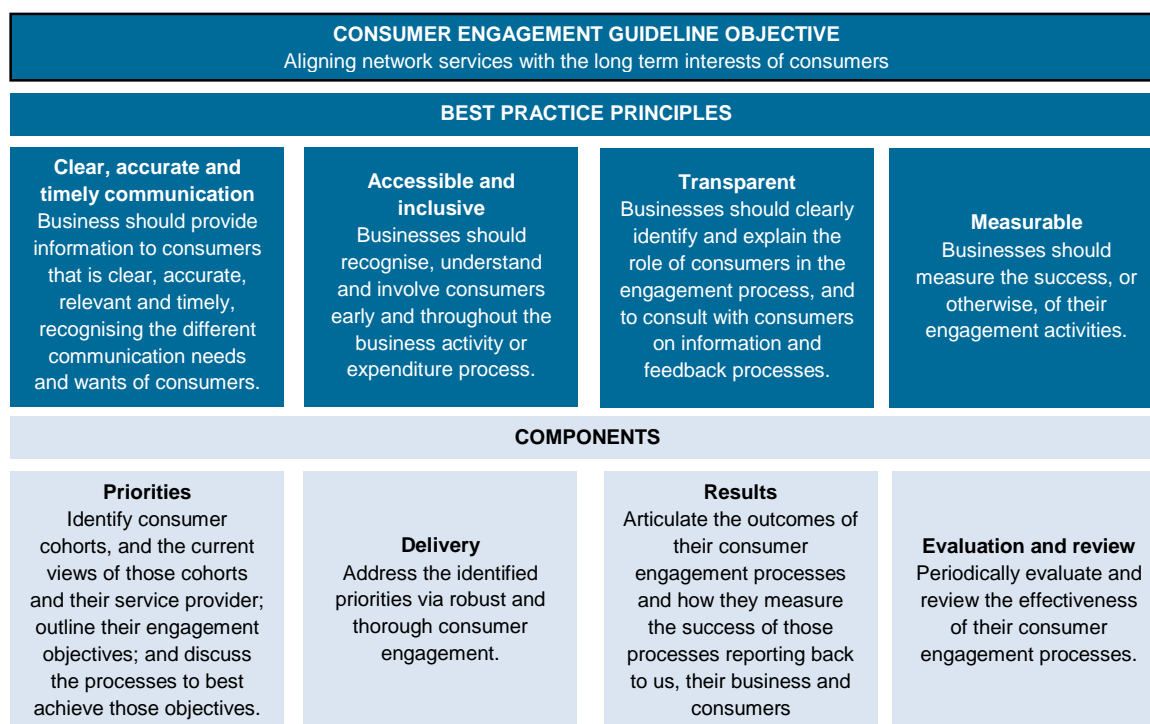 CONSUMER ENGAGEMENT GUIDELINE OBJECTIVE
Aligning network services with the long term interests of consumers
BEST PRACTICE PRINCIPLES
Clear, accurate and
timely communication
Business should provide
information to consumers
that is clear, accurate,
relevant and timely,
recognising the different
communication needs
and wants of consumers.
Accessible and
inclusive
Businesses should
recognise, understand
and involve consumers
early and throughout the
business activity or
expenditure process.
Transparent
Businesses should clearly
identify and explain the
role of consumers in the
engagement process, and
to consult with consumers
on information and
feedback processes.
Measurable
Businesses should
measure the success, or
otherwise, of their
engagement activities.
COMPONENTS
Priorities
Identify consumer
cohorts, and the current
views of those cohorts
and their service provider;
outline their engagement
objectives; and discuss
the processes to best
achieve those objectives.
Delivery
Address the identified
priorities via robust and
thorough consumer
engagement.
Results
Articulate the outcomes of
their consumer
engagement processes
and how they measure
the success of those
processes reporting back
to us, their business and
consumers
Evaluation and review
Periodically evaluate and
review the effectiveness
of their consumer
engagement processes.